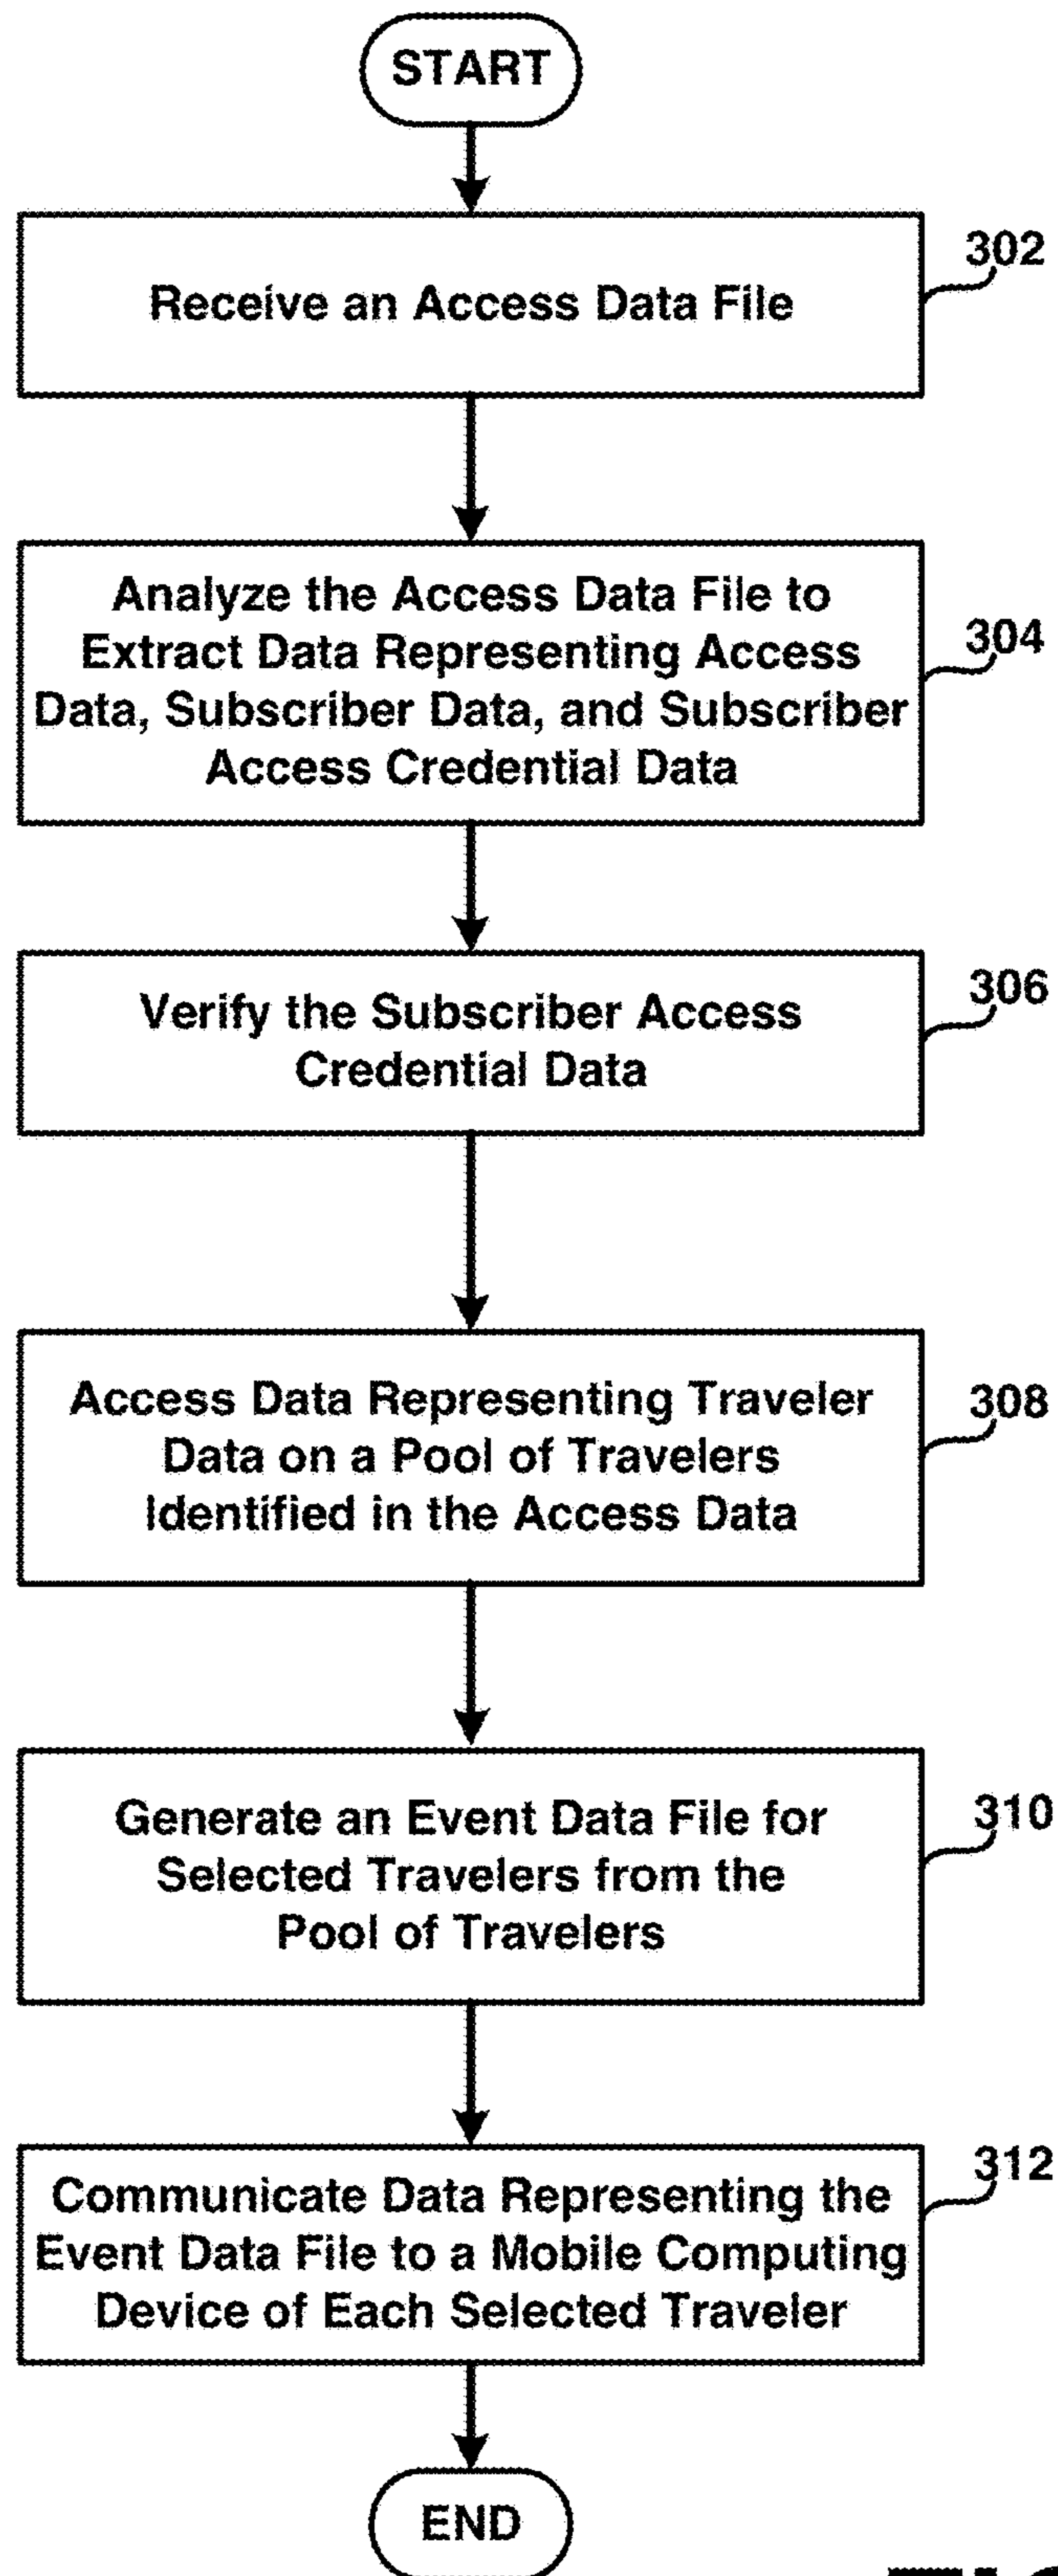 START
302
Receive an Access Data File
Analyze the Access Data File to
Extract Data Representing Access
304
Data, Subscriber Data, and Subscriber
Access Credential Data
306
Verify the Subscriber Access
Credential Data
Access Data Representing Traveler
308
Data on a Pool of Travelers
Identified in the Access Data
310
Generate an Event Data File for
Selected Travelers from the
Pool of Travelers
312
Communicate Data Representing the
Event Data File to a Mobile Computing
Device of Each Selected Traveler
END